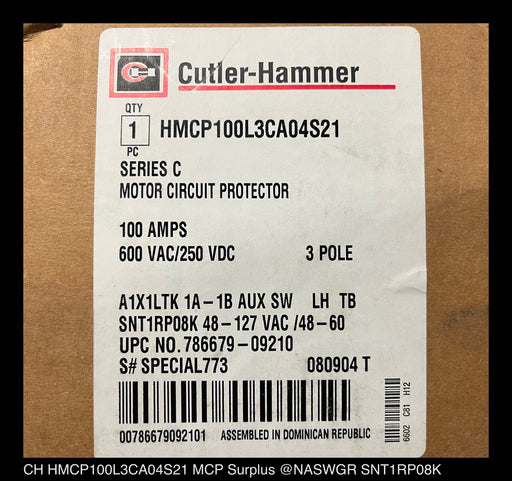 Cutler-Hammer
QTY
1 HMCP100L3CA04S21
PC
SERIES C
MOTOR CIRCUIT PROTECTOR
100 AMPS
600 VAC/250 VDC 3 POLE
A1X1LTK 1A-1B AUX SW LH TB
SNT1RP08K 48-127 VAC /48-60
UPC NO. 786679-09210
S# SPECIAL773 080904 T
00786679092101 ASSEMBLED IN DOMINICAN REPUBLIC
6602 C81 H12
CH HMCP100L3CA04S21 MCP Surplus @NASWGR SNT1RP08K